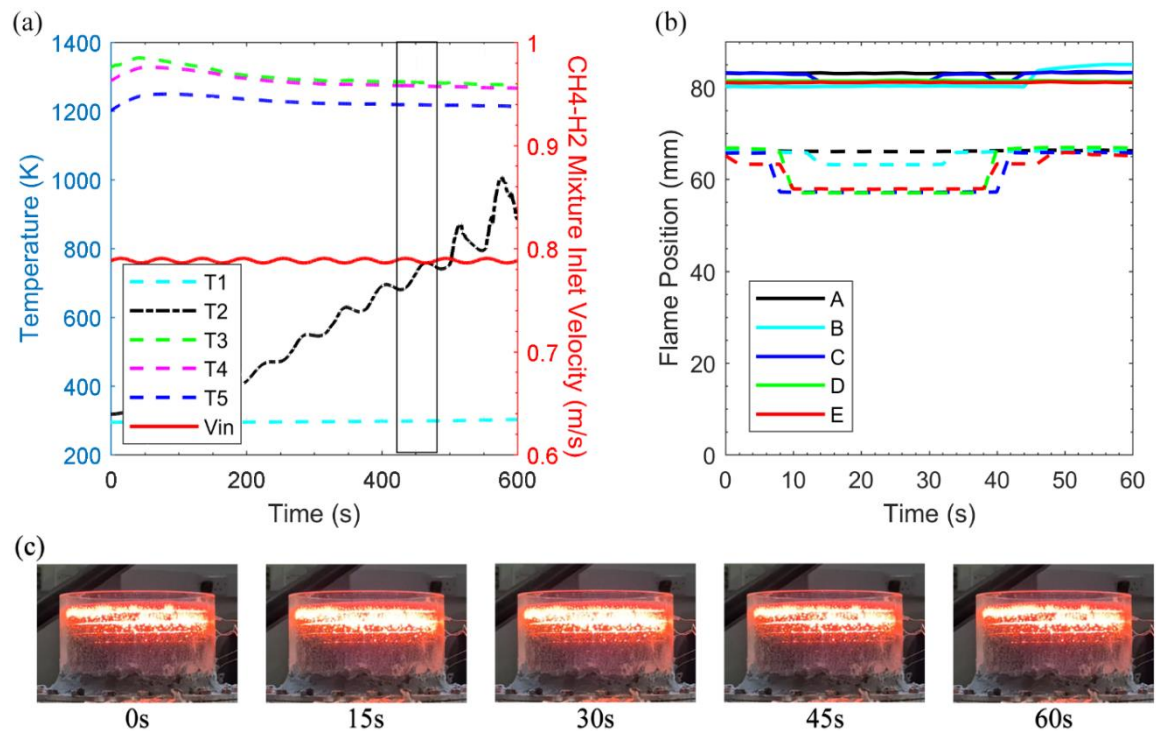 (a)
1400
1200
1000
800
600
400
200
Temperature (K)
0
200
400
600
Time (s)
1
0.9
0.8
0.7
0.6
CH4-H2 Mixture Inlet Velocity (m/s)
T1
T2
T3
T4
T5
Vin
(b)
80
60
40
20
0
Flame Position (mm)
0
10
20
30
40
50
60
Time (s)
A
B
C
D
E
(c)
0s
15s
30s
45s
60s